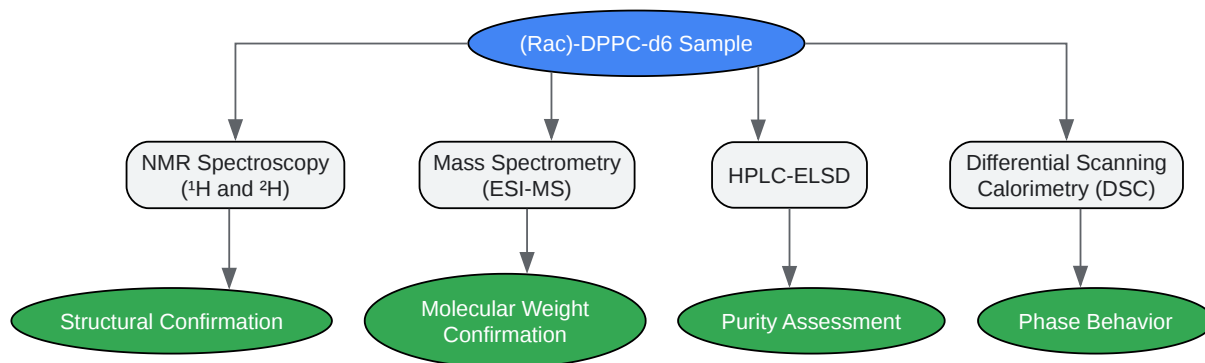 (Rac)-DPPC-d6 Sample
NMR Spectroscopy
(¹H and ²H)
Mass Spectrometry
(ESI-MS)
HPLC-ELSD
Differential Scanning
Calorimetry (DSC)
Structural Confirmation
Molecular Weight
Confirmation
Purity Assessment
Phase Behavior